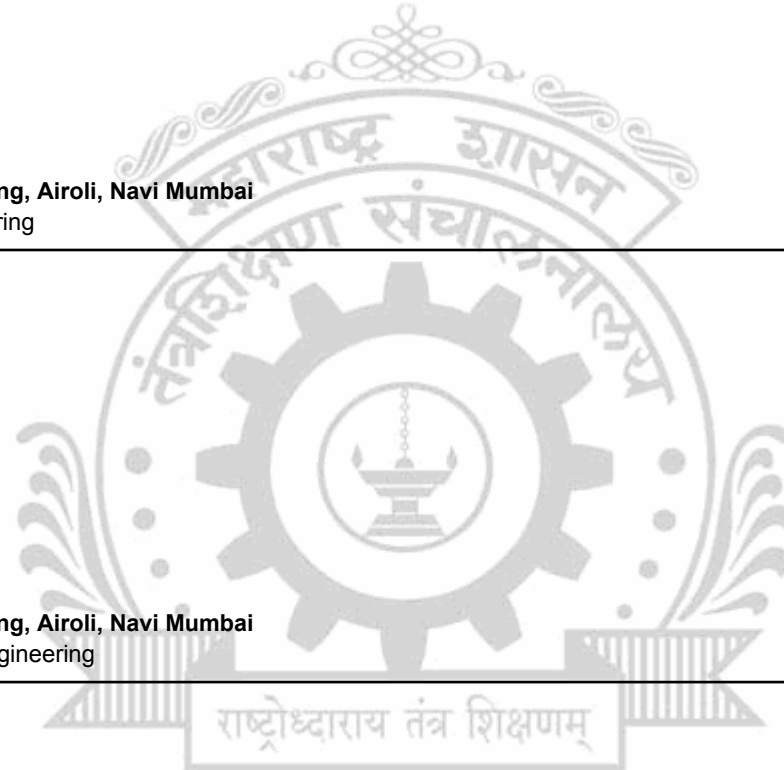 महाराष्ट्र शासन
ng, Airoli, Navi Mumbai
ring
तंत्रशिक्षण संचालनालय
ng, Airoli, Navi Mumbai
gineering
राष्ट्रोध्दाराय तंत्र शिक्षणम्